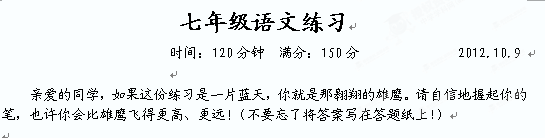 七年级语文练习
时间：120分钟 满分：150分 2012.10.9
亲爱的同学，如果这份练习是一片蓝天，你就是那翱翔的雄鹰。请自信地握起你的
笔，也许你会比雄鹰飞得更高、更远！(不要忘了将答案写在答题纸上！)